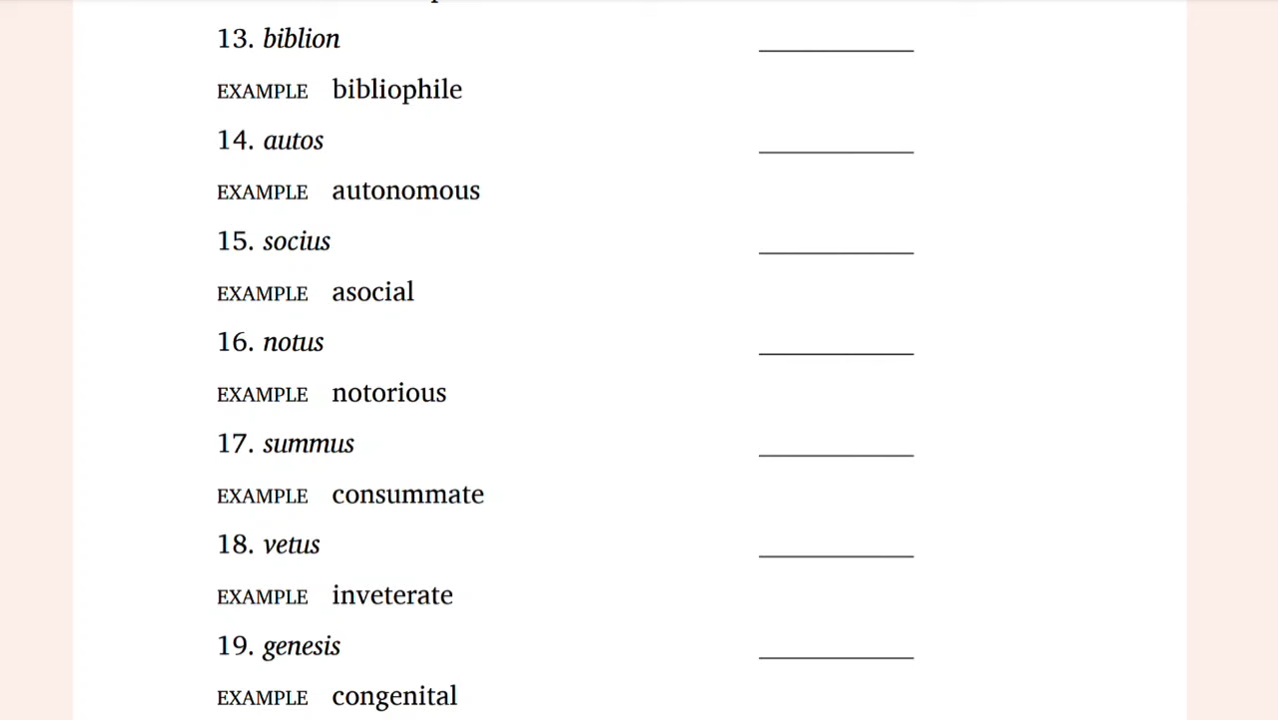 13. biblion
EXAMPLE bibliophile
14. autos
EXAMPLE autonomous
15. socius
EXAMPLE asocial
16. notus
EXAMPLE notorious
17. summus
EXAMPLE consummate
18. vetus
EXAMPLE inveterate
19. genesis
EXAMPLE congenital